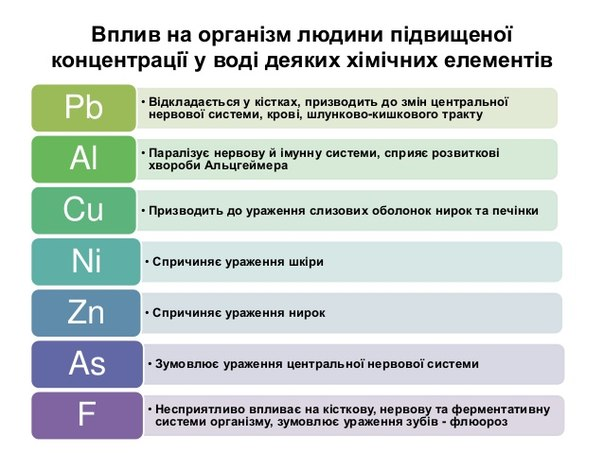 Вплив на організм людини підвищеної
концентрації у воді деяких хімічних елементів
Pb
• Відкладається у кістках, призводить до змін центральної
нервової системи, крові, шлунково-кишкового тракту
Al
• Паралізує нервову й імунну системи, сприяє розвиткові
хвороби Альцгеймера
Cu
• Призводить до ураження слизових оболонок нирок та печінки
Ni
• Спричиняє ураження шкіри
Zn
• Спричиняє ураження нирок
As
• Зумовлює ураження центральної нервової системи
F
• Несприятливо впливає на кісткову, нервову та ферментативну
системи організму, зумовлює ураження зубів - флюороз